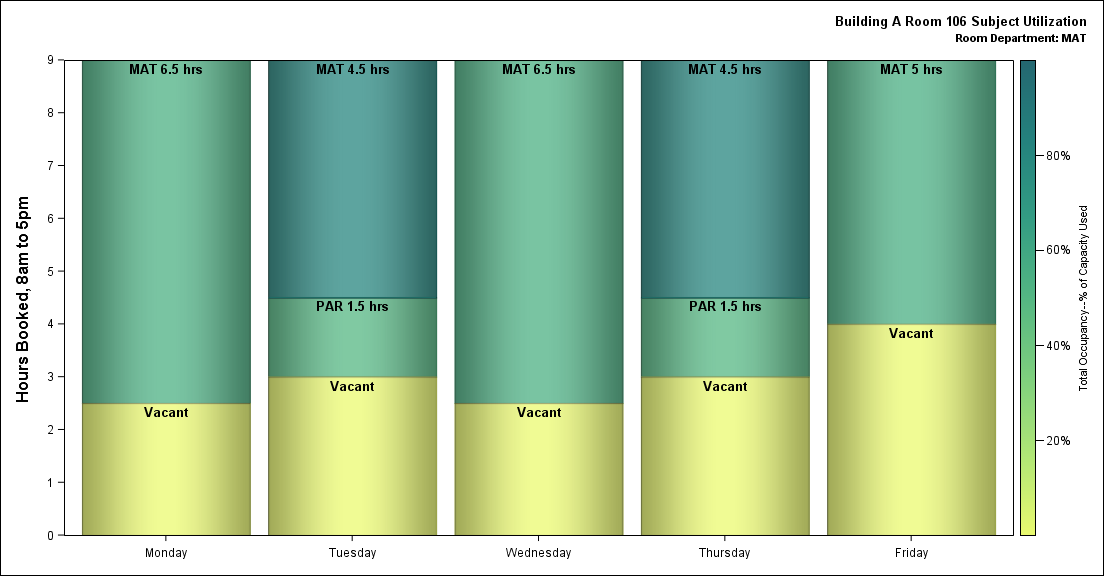 Building A Room 106 Subject Utilization
Room Department: MAT
Hours Booked, 8am to 5pm
9
8
7
6
5
4
3
2
1
0
MAT 6.5 hrs
Vacant
MAT 4.5 hrs
PAR 1.5 hrs
Vacant
MAT 6.5 hrs
Vacant
MAT 4.5 hrs
PAR 1.5 hrs
Vacant
MAT 5 hrs
Vacant
Monday
Tuesday
Wednesday
Thursday
Friday
80%
60%
40%
20%
Total Occupancy--% of Capacity Used